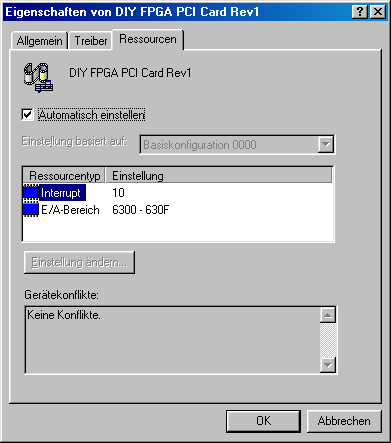 Eigenschaften von DIY FPGA PCI Card Rev1
Allgemein Treiber Ressourcen
DIY FPGA PCI Card Rev1
Automatisch einstellen
Einstellung basiert auf: Basiskonfiguration 0000
Ressourcentyp Einstellung
Interrupt 10
E/A-Bereich 6300 - 630F
Einstellung ändern...
Gerätekonflikte:
Keine Konflikte.
OK Abbrechen